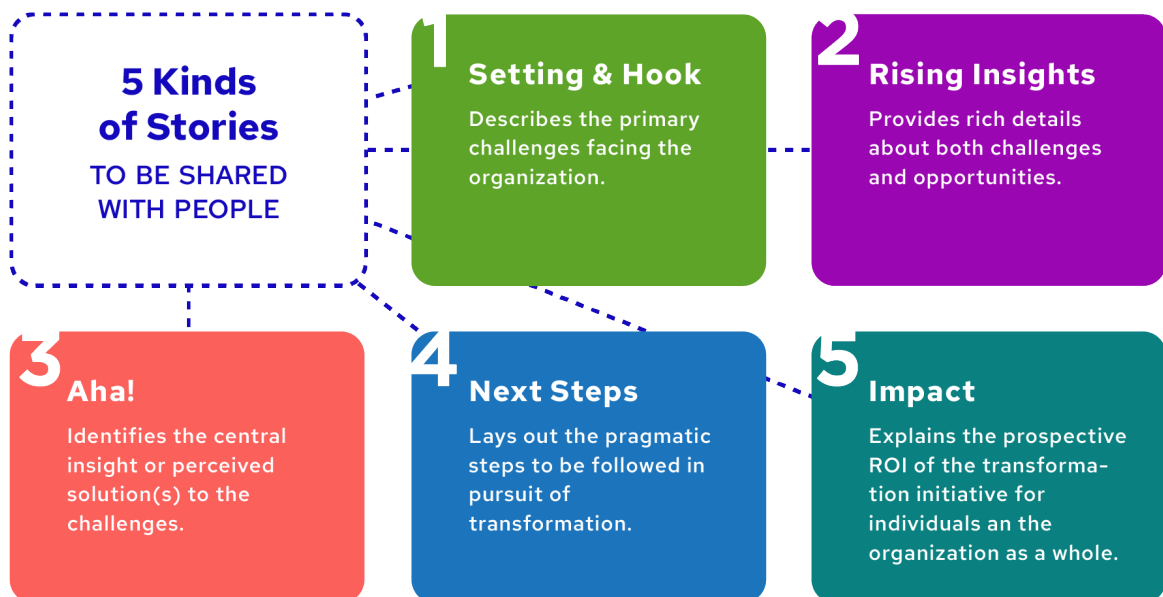 5 Kinds
of Stories
TO BE SHARED
WITH PEOPLE
1
Setting & Hook
Describes the primary
challenges facing the
organization.
2
Rising Insights
Provides rich details
about both challenges
and opportunities.
3
Aha!
Identifies the central
insight or perceived
solution(s) to the
challenges.
4
Next Steps
Lays out the pragmatic
steps to be followed in
pursuit of
transformation.
5
Impact
Explains the prospective
ROI of the transforma-
tion initiative for
individuals an the
organization as a whole.